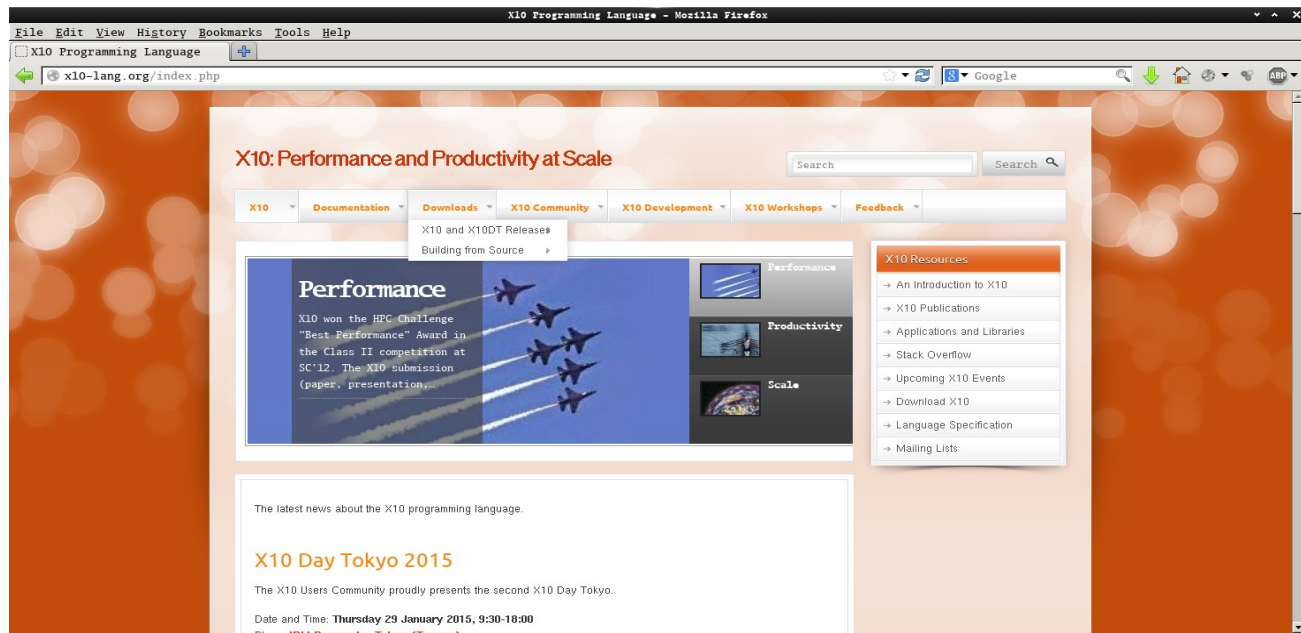 X10 Programming Language - Mozilla Firefox
File Edit View History Bookmarks Tools Help
X10 Programming Language
x10-lang.org/index.php
Google
ABP
X10: Performance and Productivity at Scale
Search
Search
X10 Documentation Downloads X10 Community X10 Development X10 Workshops Feedback
X10 and X10DT Releases
Building from Source
Performance
X10 won the HPC Challenge
"Best Performance" Award in
the Class II competition at
SC'12. The X10 submission
(paper, presentation,…
Performance
Productivity
Scale
X10 Resources
An Introduction to X10
X10 Publications
Applications and Libraries
Stack Overflow
Upcoming X10 Events
Download X10
Language Specification
Mailing Lists
The latest news about the X10 programming language.
X10 Day Tokyo 2015
The X10 Users Community proudly presents the second X10 Day Tokyo.
Date and Time: Thursday 29 January 2015, 9:30-18:00